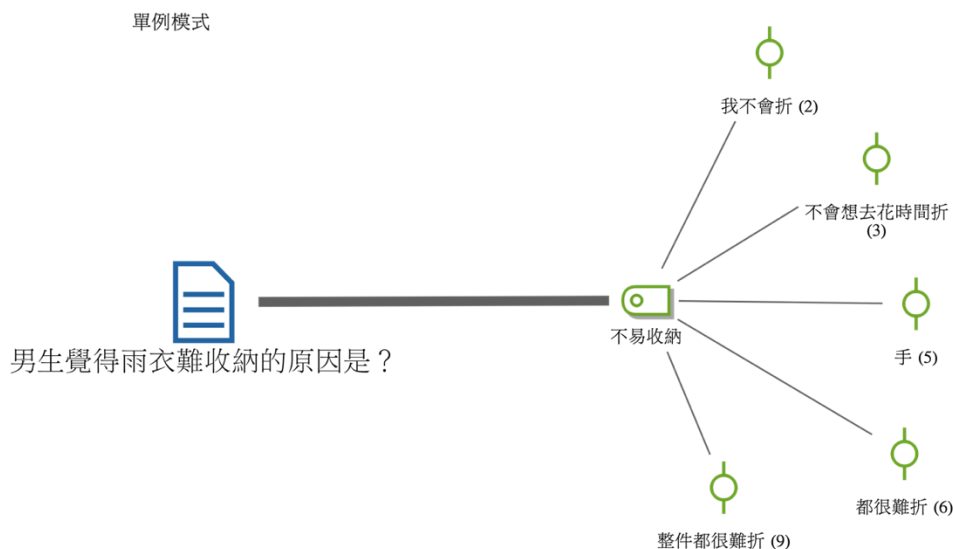 單例模式
我不會折 (2)
不會想去花時間折
(3)
不易收納
手 (5)
男生覺得雨衣難收納的原因是？
都很難折 (6)
整件都很難折 (9)